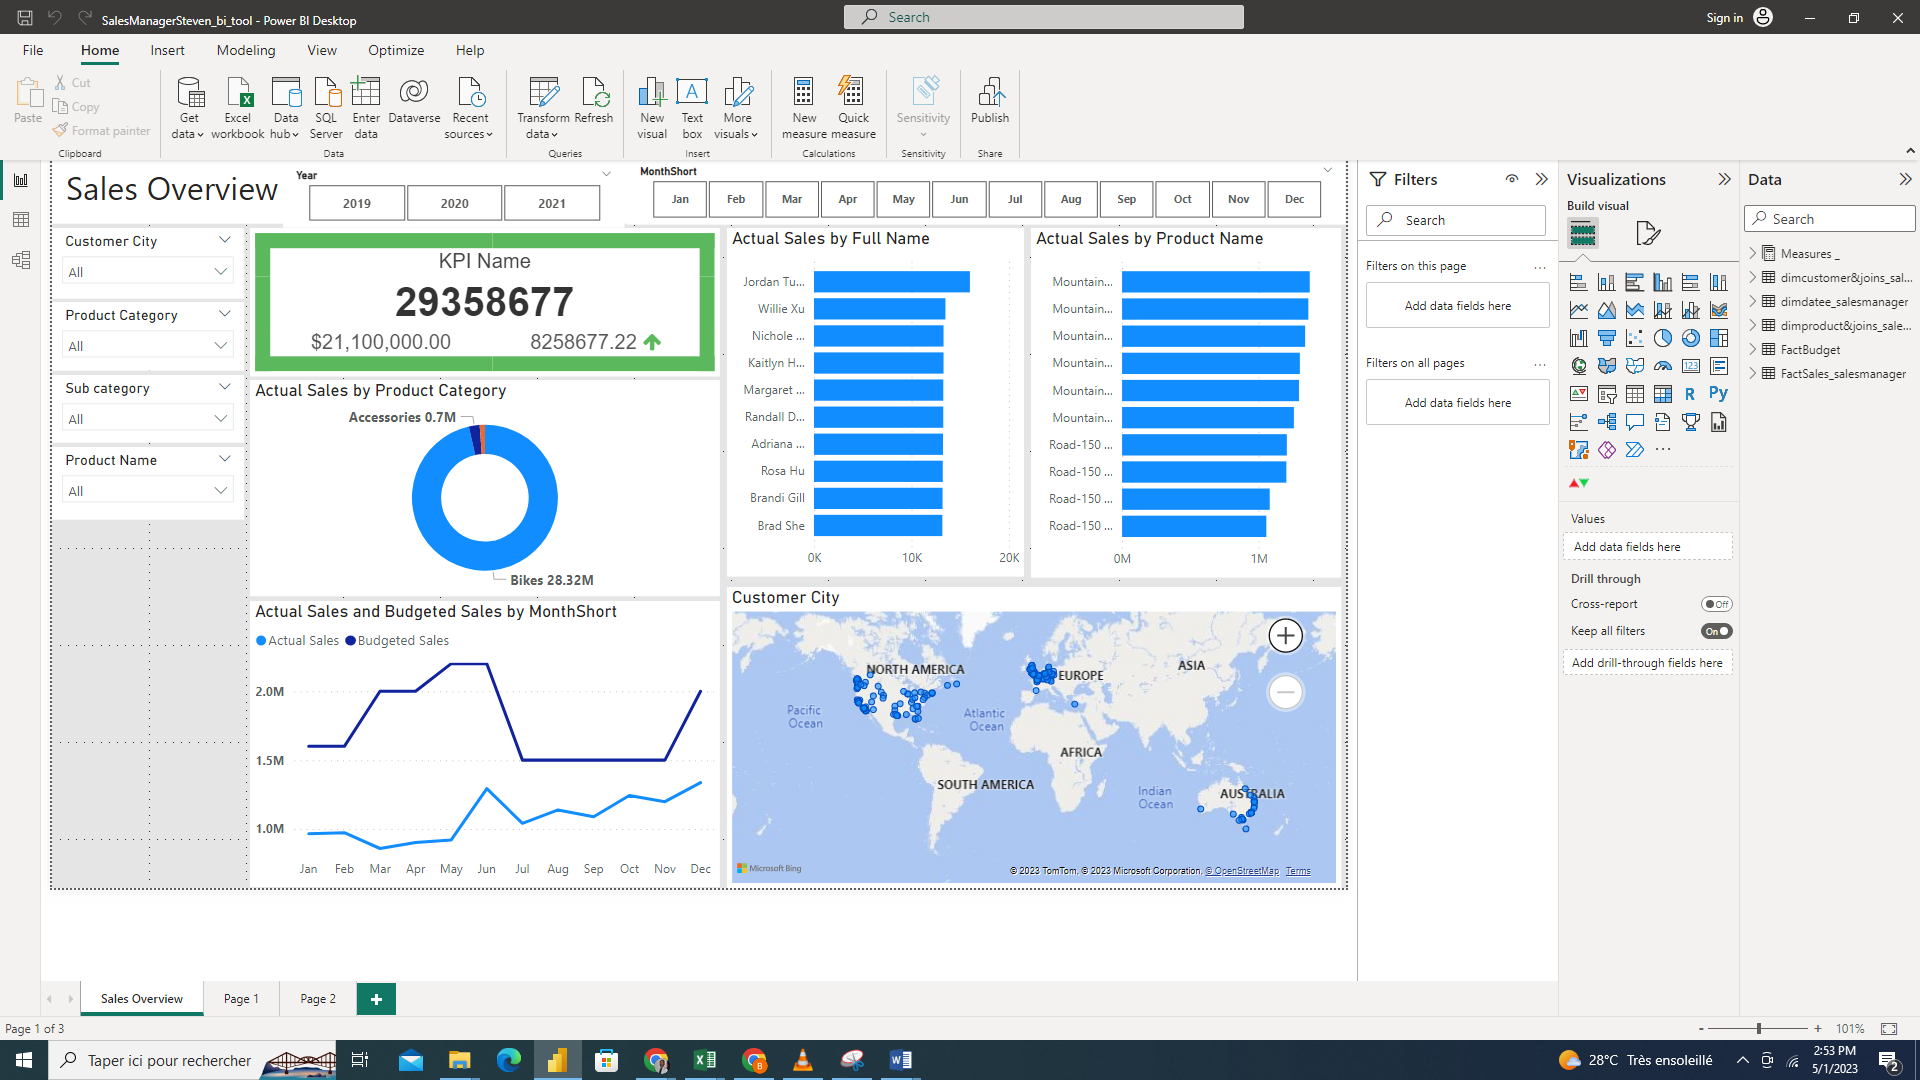 SalesManagerSteven_bi_tool - Power BI Desktop
Search
Sign in
File
Home
Insert
Modeling
View
Optimize
Help
Paste
Cut
Copy
Format painter
Clipboard
Get data
Excel workbook
Data hub
SQL Server
Enter data
Dataverse
Recent sources
Data
Transform data
Refresh
Queries
New visual
Text box
More visuals
Insert
New measure
Quick measure
Calculations
Sensitivity
Sensitivity
Publish
Share
Sales Overview
Year
2019
2020
2021
MonthShort
Jan
Feb
Mar
Apr
May
Jun
Jul
Aug
Sep
Oct
Nov
Dec
Customer City
All
Product Category
All
Sub category
All
Product Name
All
KPI Name
29358677
$21,100,000.00
8258677.22
Actual Sales by Product Category
Accessories 0.7M
Bikes 28.32M
Actual Sales by Full Name
Jordan Tu...
Willie Xu
Nichole ...
Kaitlyn H...
Margaret ...
Randall D...
Adriana ...
Rosa Hu
Brandi Gill
Brad She
0K
10K
20K
Actual Sales by Product Name
Mountain...
Mountain...
Mountain...
Mountain...
Mountain...
Mountain...
Road-150 ...
Road-150 ...
Road-150 ...
Road-150 ...
0M
1M
Actual Sales and Budgeted Sales by MonthShort
Actual Sales
Budgeted Sales
2.0M
1.5M
1.0M
Jan
Feb
Mar
Apr
May
Jun
Jul
Aug
Sep
Oct
Nov
Dec
Customer City
NORTH AMERICA
EUROPE
ASIA
Pacific Ocean
Atlantic Ocean
AFRICA
SOUTH AMERICA
Indian Ocean
AUSTRALIA
Microsoft Bing
© 2023 TomTom, © 2023 Microsoft Corporation, © OpenStreetMap Terms
Filters
Search
Filters on this page
...
Add data fields here
Filters on all pages
...
Add data fields here
Visualizations
Build visual
R
Py
123
...
Values
Add data fields here
Drill through
Cross-report
Off
Keep all filters
On
Add drill-through fields here
Data
Search
Measures _
dimcustomer&joins_sal...
dimdatee_salesmanager
dimproduct&joins_sale...
FactBudget
FactSales_salesmanager
Sales Overview
Page 1
Page 2
+
Page 1 of 3
- + 101%
Taper ici pour rechercher
28°C Très ensoleillé
2:53 PM
5/1/2023
2